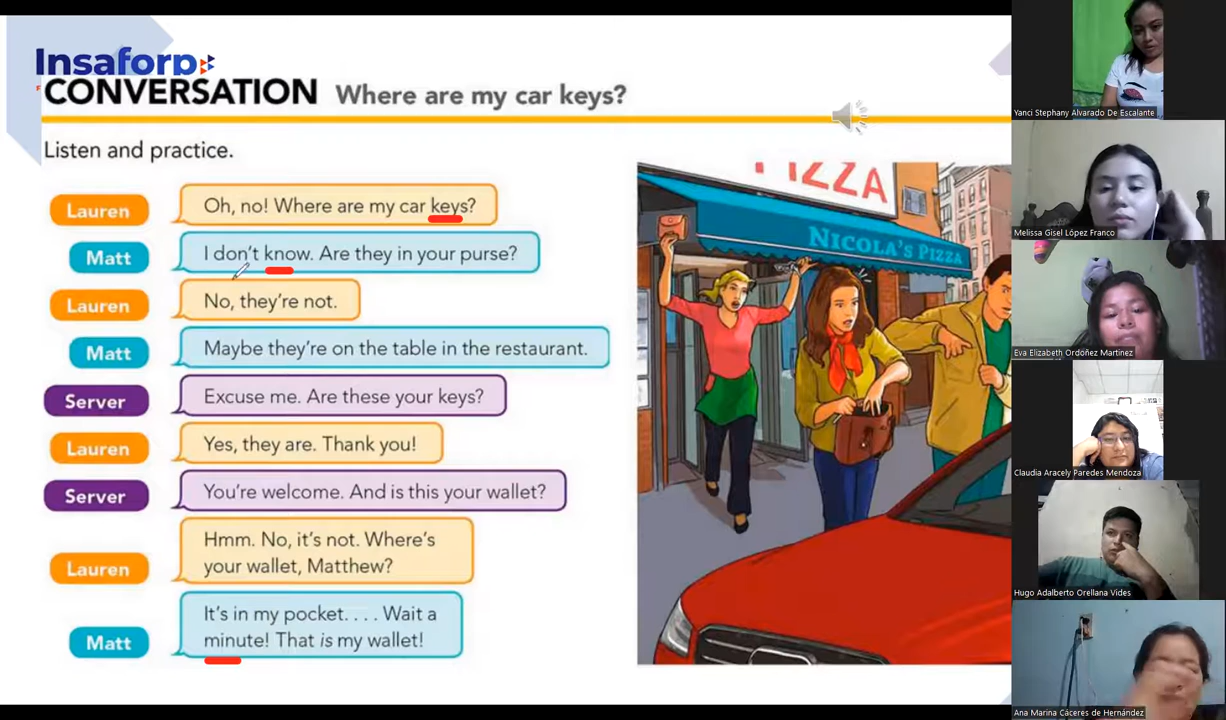 Insaforp
CONVERSATION Where are my car keys?
Listen and practice.
Lauren Oh, no! Where are my car keys?
Matt I don't know. Are they in your purse?
Lauren No, they're not.
Matt Maybe they're on the table in the restaurant.
Server Excuse me. Are these your keys?
Lauren Yes, they are. Thank you!
Server You're welcome. And is this your wallet?
Lauren Hmm. No, it's not. Where's
your wallet, Matthew?
Matt It's in my pocket. . . . Wait a
minute! That is my wallet!
PIZZA
NICOLA'S PIZZA
Yanci Stephany Alvarado De Escalante
Melissa Gisel López Franco
Eva Elizabeth Ordoñez Martinez
Claudia Aracely Paredes Mendoza
Hugo Adalberto Orellana Vides
Ana Marina Cáceres de Hernández